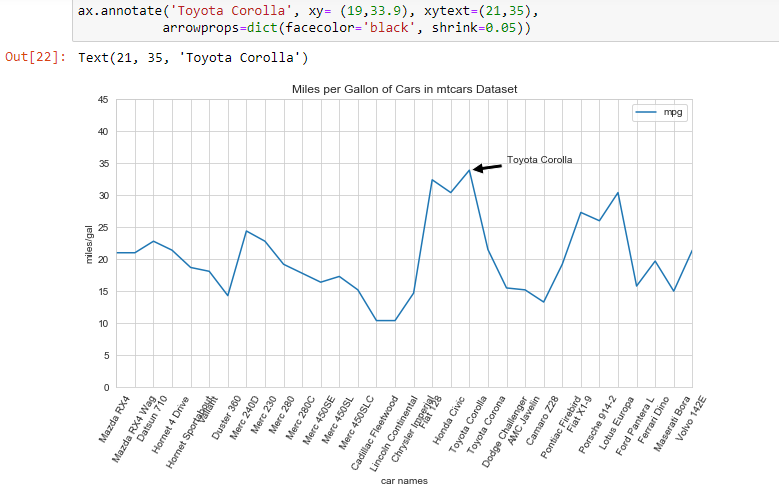 ax.annotate('Toyota Corolla', xy= (19,33.9), xytext=(21,35),
arrowprops=dict(facecolor='black', shrink=0.05))
Out[22]: Text(21, 35, 'Toyota Corolla')
Miles per Gallon of Cars in mtcars Dataset
mpg
Toyota Corolla
miles/gal
45
40
35
30
25
20
15
10
5
0
Mazda RX4
Mazda RX4 Wag
Datsun 710
Hornet 4 Drive
Hornet Sportabout
Valiant
Duster 360
Merc 240D
Merc 230
Merc 280
Merc 280C
Merc 450SE
Merc 450SL
Merc 450SLC
Cadillac Fleetwood
Lincoln Continental
Chrysler Imperial
Fiat 128
Honda Civic
Toyota Corolla
Toyota Corona
Dodge Challenger
AMC Javelin
Camaro Z28
Pontiac Firebird
Fiat X1-9
Porsche 914-2
Lotus Europa
Ford Pantera L
Ferrari Dino
Maserati Bora
Volvo 142E
car names